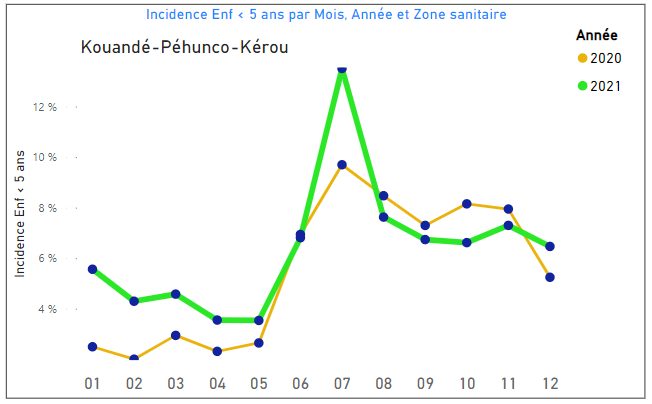 Incidence Enf < 5 ans par Mois, Année et Zone sanitaire
Kouandé-Péhunco-Kérou
Année
2020
2021
Incidence Enf < 5 ans
12 %
10 %
8 %
6 %
4 %
01 02 03 04 05 06 07 08 09 10 11 12